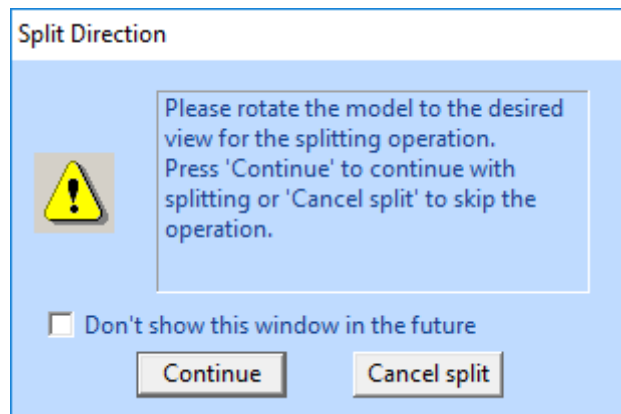 Split Direction
Please rotate the model to the desired
view for the splitting operation.
Press 'Continue' to continue with
splitting or 'Cancel split' to skip the
operation.
Don't show this window in the future
Continue
Cancel split